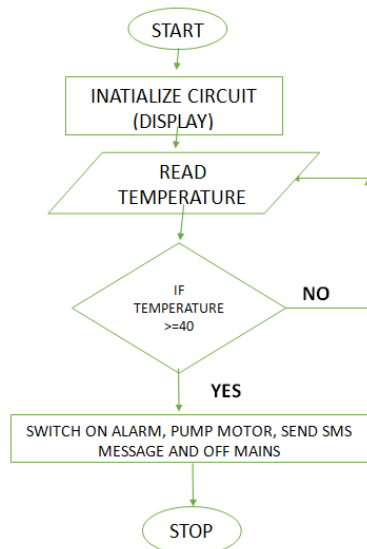 START
INATIALIZE CIRCUIT
(DISPLAY)
READ
TEMPERATURE
IF
TEMPERATURE
>=40
NO
YES
SWITCH ON ALARM, PUMP MOTOR, SEND SMS
MESSAGE AND OFF MAINS
STOP